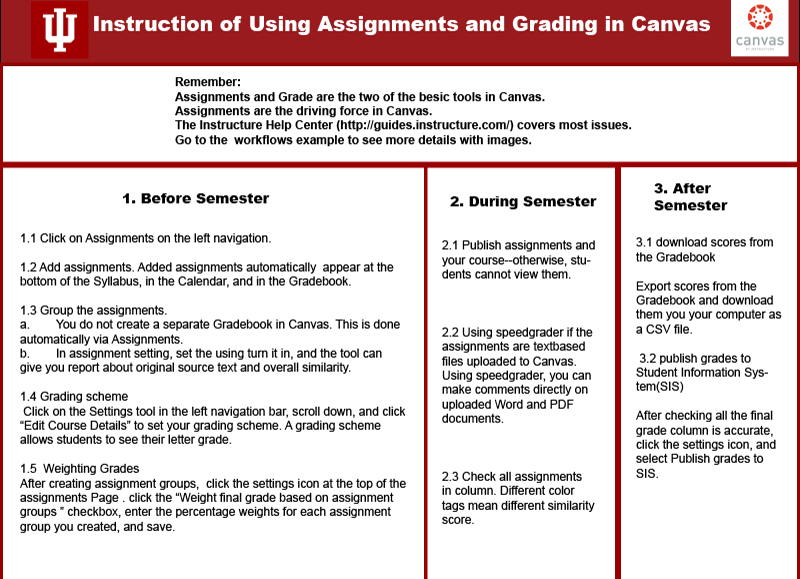 Instruction of Using Assignments and Grading in Canvas
canvas
BY INSTRUCTURE
Remember:
Assignments and Grade are the two of the besic tools in Canvas.
Assignments are the driving force in Canvas.
The Instructure Help Center (http://guides.instructure.com/) covers most issues.
Go to the workflows example to see more details with images.
1. Before Semester
1.1 Click on Assignments on the left navigation.
1.2 Add assignments. Added assignments automatically appear at the
bottom of the Syllabus, in the Calendar, and in the Gradebook.
1.3 Group the assignments.
a. You do not create a separate Gradebook in Canvas. This is done
automatically via Assignments.
b. In assignment setting, set the using turn it in, and the tool can
give you report about original source text and overall similarity.
1.4 Grading scheme
Click on the Settings tool in the left navigation bar, scroll down, and click
“Edit Course Details” to set your grading scheme. A grading scheme
allows students to see their letter grade.
1.5 Weighting Grades
After creating assignment groups, click the settings icon at the top of the
assignments Page . click the “Weight final grade based on assignment
groups ” checkbox, enter the percentage weights for each assignment
group you created, and save.
2. During Semester
2.1 Publish assignments and
your course--otherwise, stu-
dents cannot view them.
2.2 Using speedgrader if the
assignments are textbased
files uploaded to Canvas.
Using speedgrader, you can
make comments directly on
uploaded Word and PDF
documents.
2.3 Check all assignments
in column. Different color
tags mean different similarity
score.
3. After
Semester
3.1 download scores from
the Gradebook
Export scores from the
Gradebook and download
them you your computer as
a CSV file.
3.2 publish grades to
Student Information Sys-
tem(SIS)
After checking all the final
grade column is accurate,
click the settings icon, and
select Publish grades to
SIS.